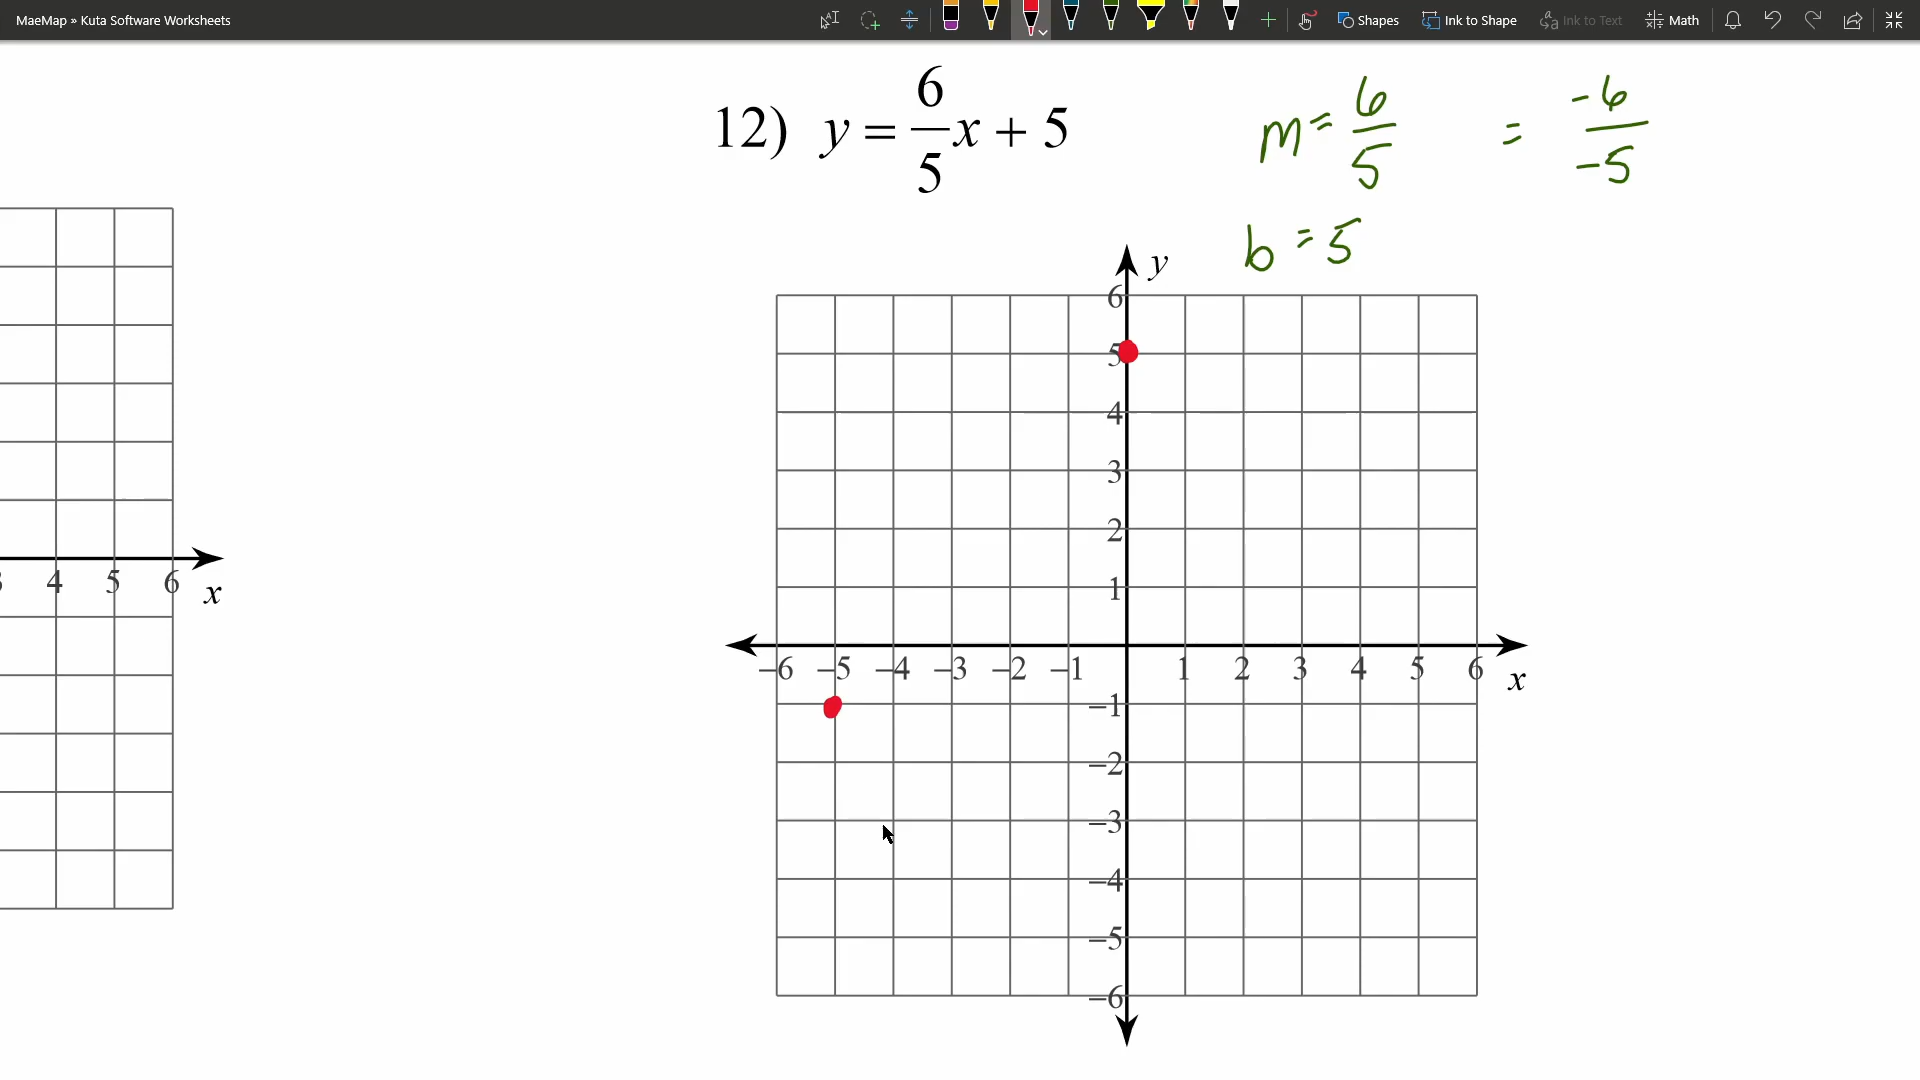 MaeMap » Kuta Software Worksheets
Shapes Ink to Shape Ink to Text Math
12) y = 6/5 x + 5
m = 6/5 = -6/-5
b = 5
y
6
5
4
3
2
1
4 5 6
x
−6 −5 −4 −3 −2 −1 1 2 3 4 5 6
x
−1
−2
−3
−4
−5
−6